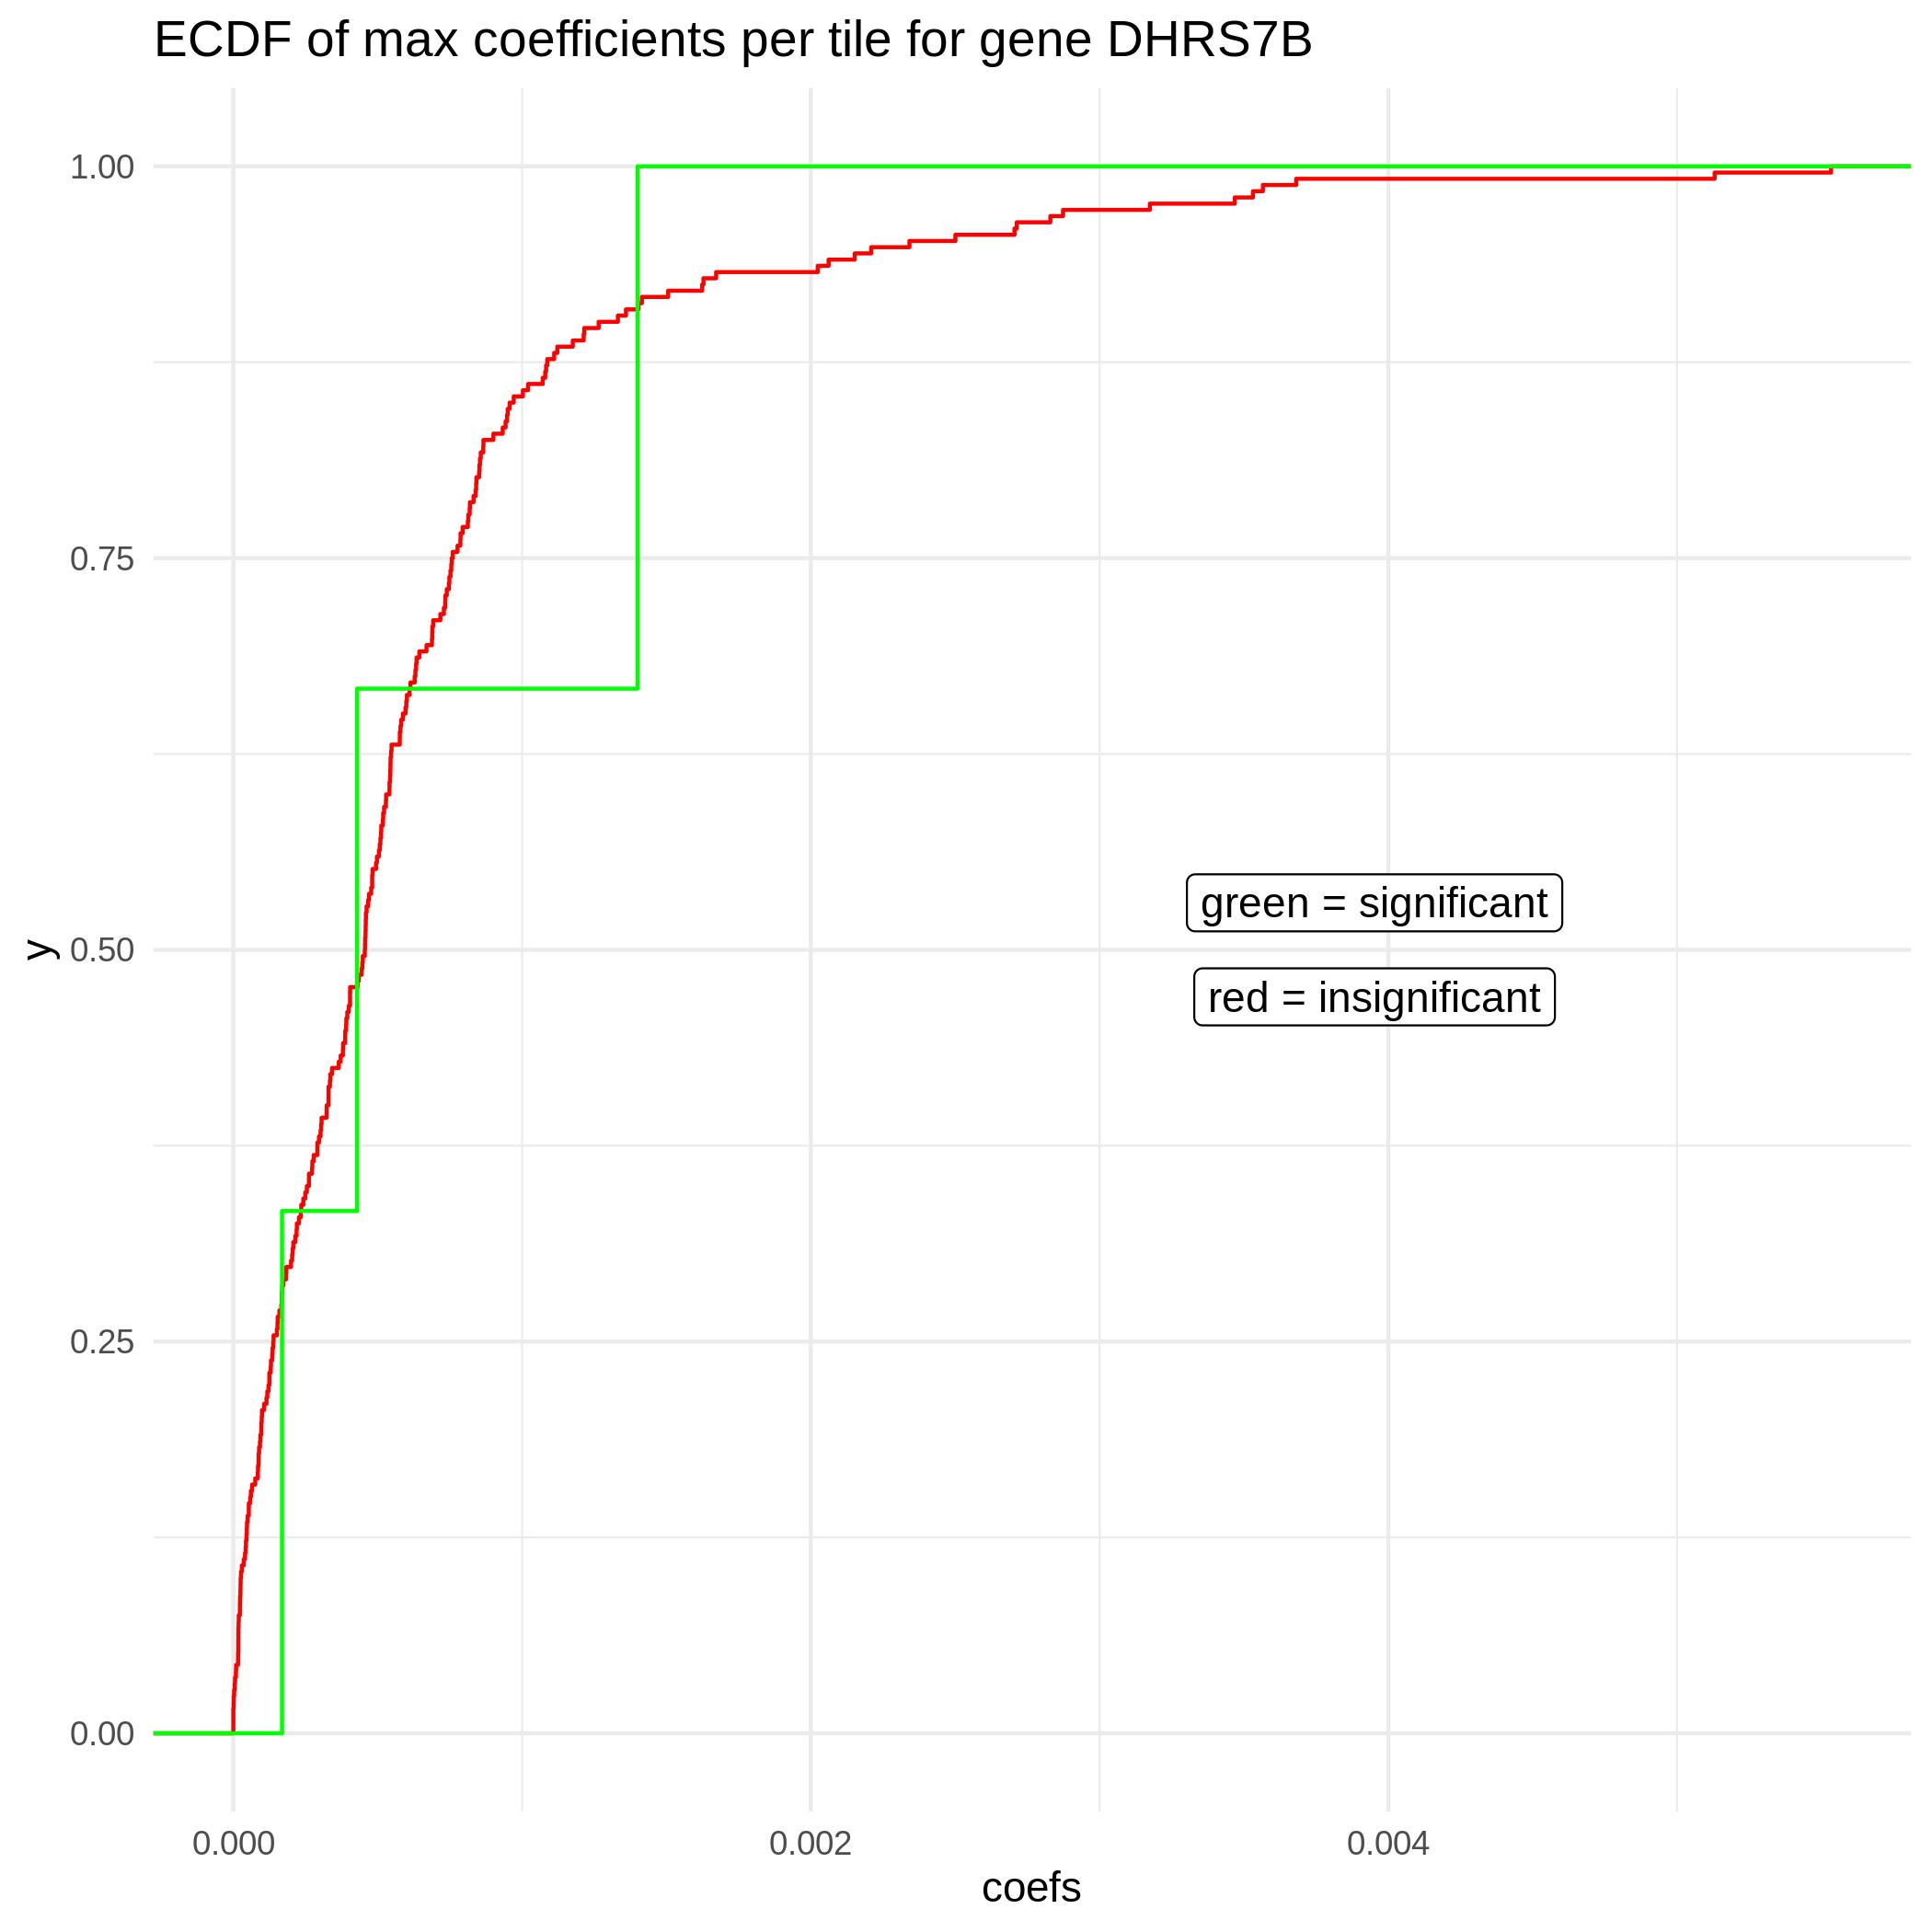 ECDF of max coefficients per tile for gene DHRS7B
1.00
0.75
0.50
0.25
0.00
y
green = significant
red = insignificant
0.000
0.002
0.004
coefs